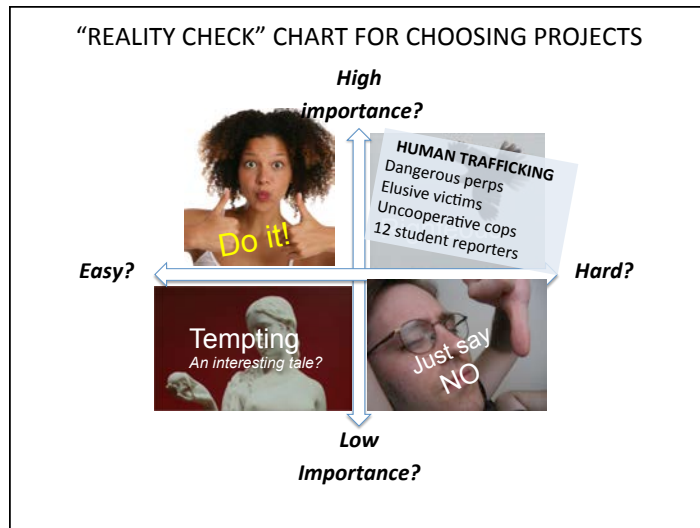 “REALITY CHECK” CHART FOR CHOOSING PROJECTS
High
importance?
HUMAN TRAFFICKING
Dangerous perps
Elusive victims
Uncooperative cops
12 student reporters
Do it!
Easy?
Hard?
Tempting
An interesting tale?
Just say
NO
Low
Importance?